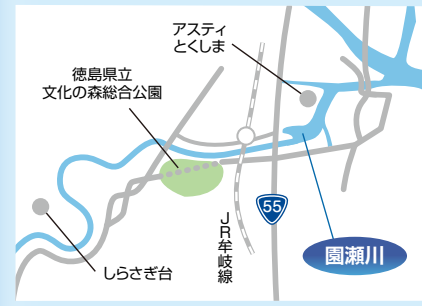 アスティ
とくしま
徳島県立
文化の森総合公園
55
JR牟岐線
園瀬川
しらさぎ台